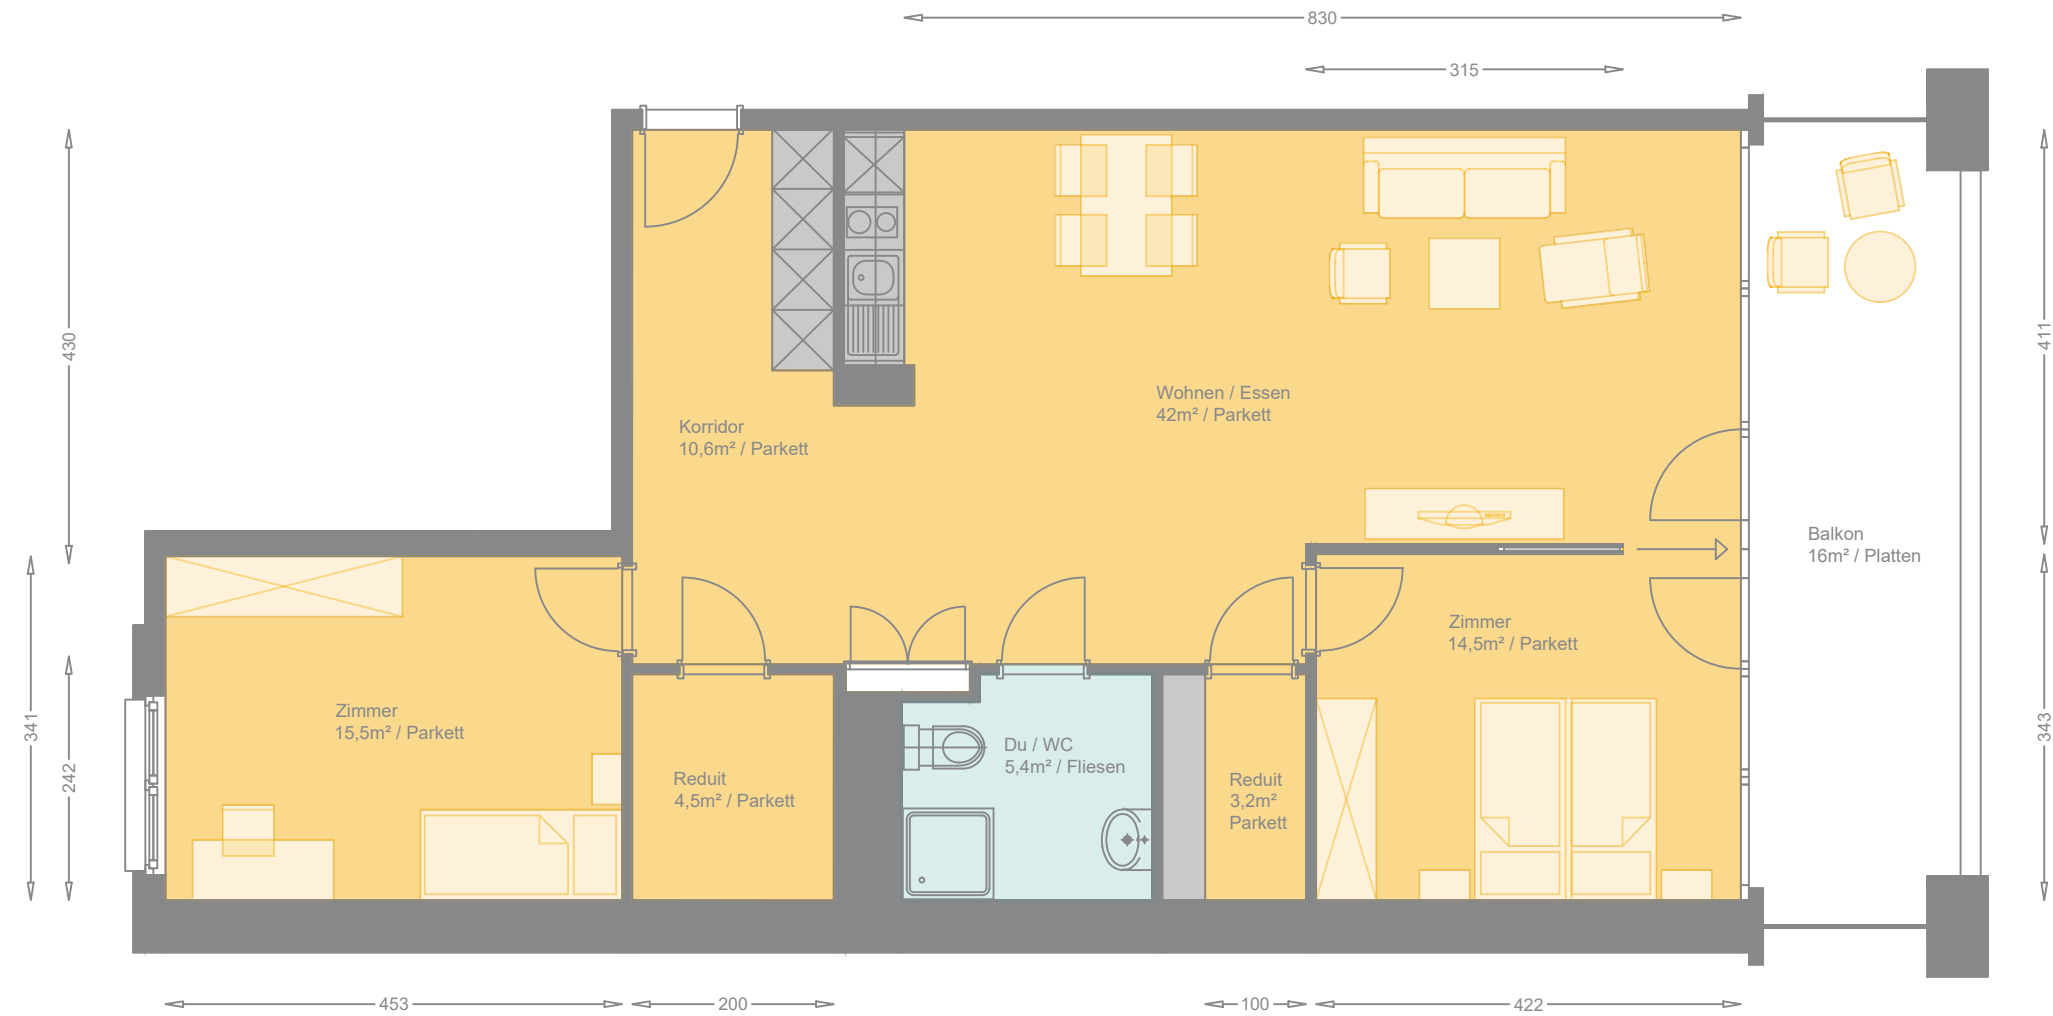 830
315
430
411
Wohnen / Essen
42m² / Parkett
Korridor
10,6m² / Parkett
Balkon
16m² / Platten
Zimmer
14,5m² / Parkett
Zimmer
15,5m² / Parkett
341
242
343
Du / WC
5,4m² / Fliesen
Reduit
4,5m² / Parkett
Reduit
3,2m²
Parkett
453
200
100
422